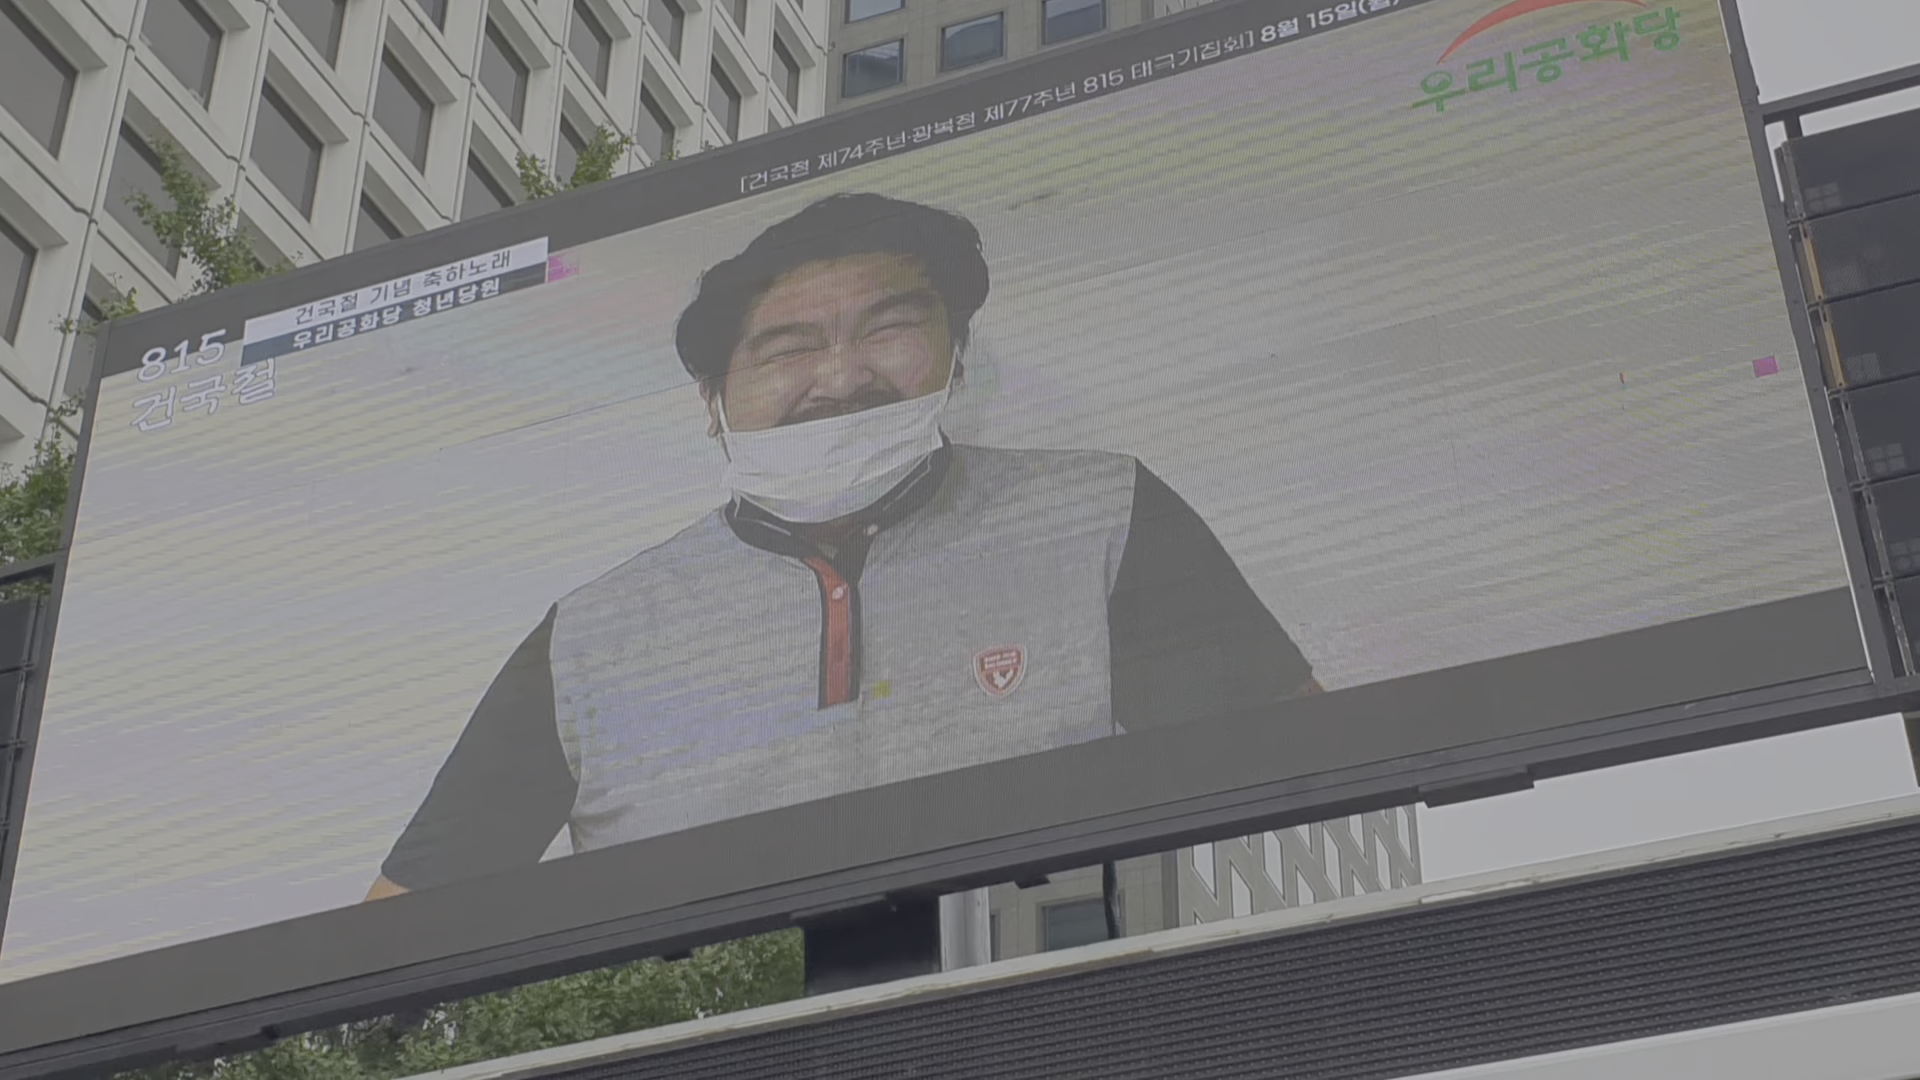 [건국절 제74주년·광복절 제77주년 815 태극기집회] 8월 15일(월)
우리공화당
건국절 기념 축하노래
우리공화당 청년당원
815
건국절